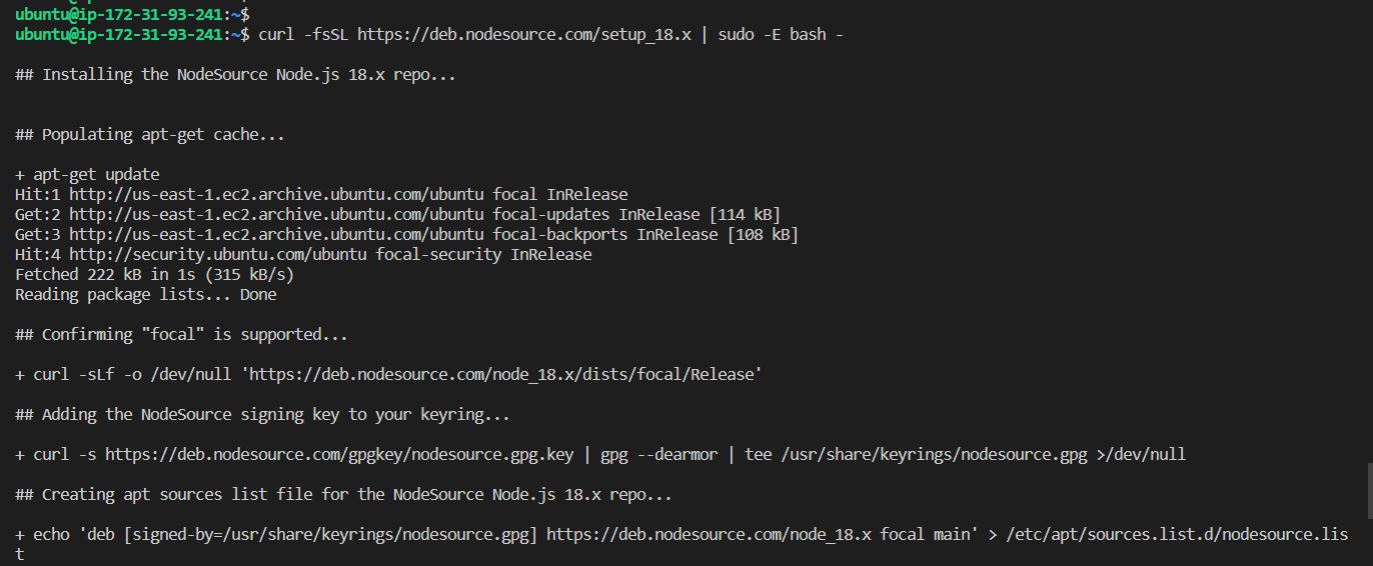 ubuntu@ip-172-31-93-241:~$
ubuntu@ip-172-31-93-241:~$ curl -fsSL https://deb.nodesource.com/setup_18.x | sudo -E bash -
## Installing the NodeSource Node.js 18.x repo...
## Populating apt-get cache...
+ apt-get update
Hit:1 http://us-east-1.ec2.archive.ubuntu.com/ubuntu focal InRelease
Get:2 http://us-east-1.ec2.archive.ubuntu.com/ubuntu focal-updates InRelease [114 kB]
Get:3 http://us-east-1.ec2.archive.ubuntu.com/ubuntu focal-backports InRelease [108 kB]
Hit:4 http://security.ubuntu.com/ubuntu focal-security InRelease
Fetched 222 kB in 1s (315 kB/s)
Reading package lists... Done
## Confirming "focal" is supported...
+ curl -sLf -o /dev/null 'https://deb.nodesource.com/node_18.x/dists/focal/Release'
## Adding the NodeSource signing key to your keyring...
+ curl -s https://deb.nodesource.com/gpgkey/nodesource.gpg.key | gpg --dearmor | tee /usr/share/keyrings/nodesource.gpg >/dev/null
## Creating apt sources list file for the NodeSource Node.js 18.x repo...
+ echo 'deb [signed-by=/usr/share/keyrings/nodesource.gpg] https://deb.nodesource.com/node_18.x focal main' > /etc/apt/sources.list.d/nodesource.lis
t